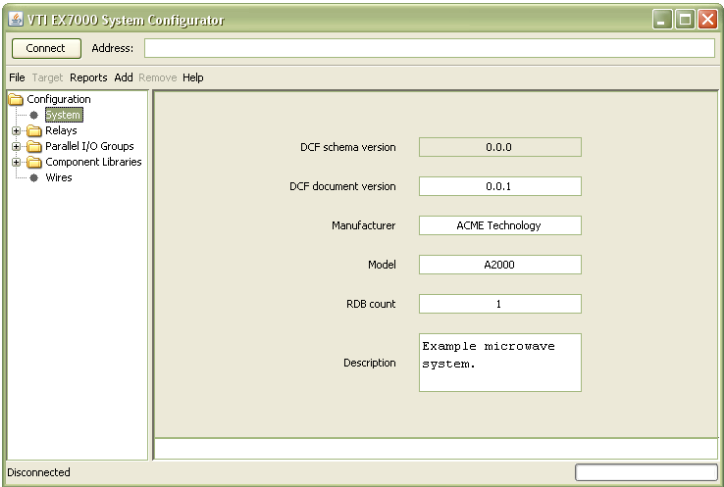 VTI EX7000 System Configurator
Connect Address:
File Target Reports Add Remove Help
Configuration
System
Relays
Parallel I/O Groups
Component Libraries
Wires
DCF schema version 0.0.0
DCF document version 0.0.1
Manufacturer ACME Technology
Model A2000
RDB count 1
Description Example microwave
system.
Disconnected